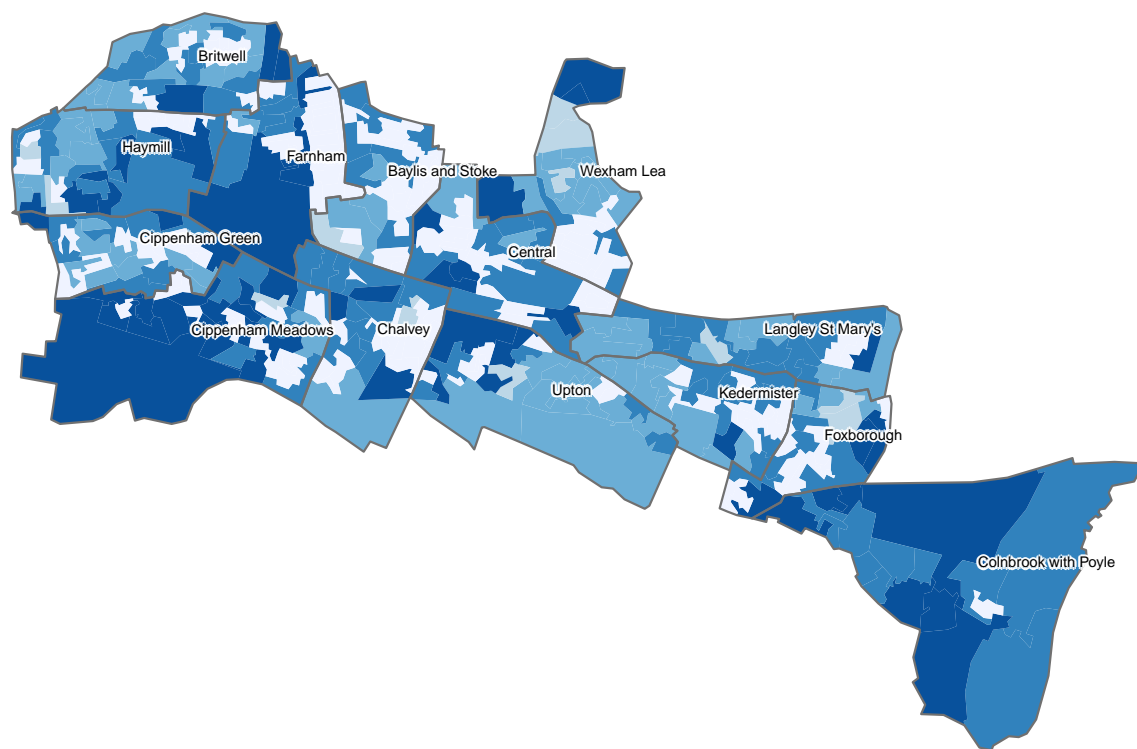 Britwell
Haymill
Farnham
Baylis and Stoke
Wexham Lea
Cippenham Green
Central
Cippenham Meadows
Chalvey
Langley St Mary's
Upton
Kedermister
Foxborough
Colnbrook with Poyle